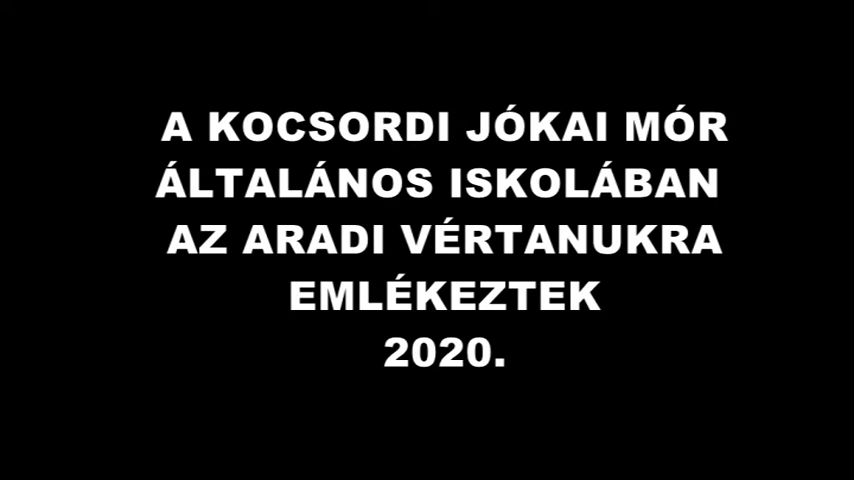 A KOCSORDI JÓKAI MÓR
ÁLTALÁNOS ISKOLÁBAN
AZ ARADI VÉRTANUKRA
EMLÉKEZTEK
2020.